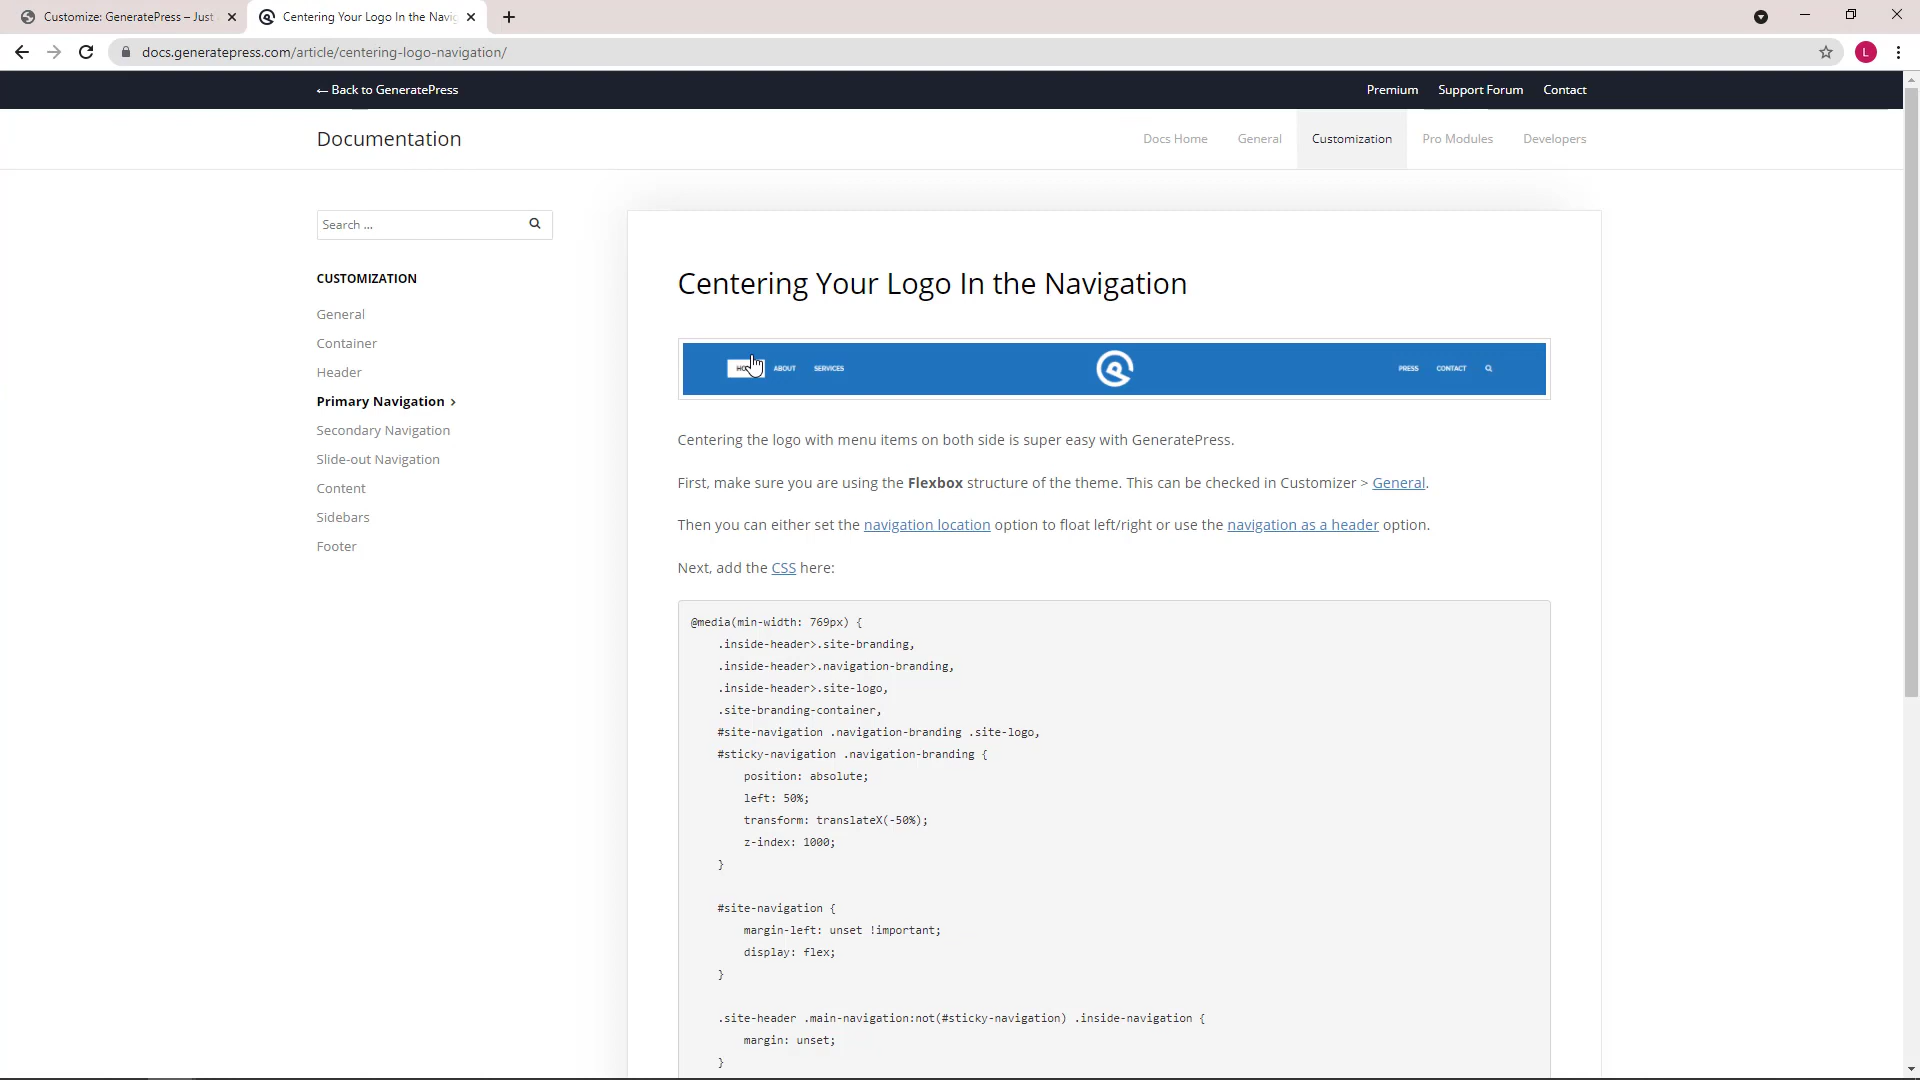 Customize: GeneratePress – Just
Centering Your Logo In the Navig
docs.generatepress.com/article/centering-logo-navigation/
L
← Back to GeneratePress
Premium
Support Forum
Contact
Documentation
Docs Home
General
Customization
Pro Modules
Developers
Search ...
CUSTOMIZATION
General
Container
Header
Primary Navigation ›
Secondary Navigation
Slide-out Navigation
Content
Sidebars
Footer
Centering Your Logo In the Navigation
ABOUT
SERVICES
PRESS
CONTACT
Centering the logo with menu items on both side is super easy with GeneratePress.
First, make sure you are using the Flexbox structure of the theme. This can be checked in Customizer > General.
Then you can either set the navigation location option to float left/right or use the navigation as a header option.
Next, add the CSS here:
@media(min-width: 769px) {
    .inside-header>.site-branding,
    .inside-header>.navigation-branding,
    .inside-header>.site-logo,
    .site-branding-container,
    #site-navigation .navigation-branding .site-logo,
    #sticky-navigation .navigation-branding {
        position: absolute;
        left: 50%;
        transform: translateX(-50%);
        z-index: 1000;
    }
    #site-navigation {
        margin-left: unset !important;
        display: flex;
    }
    .site-header .main-navigation:not(#sticky-navigation) .inside-navigation {
        margin: unset;
    }